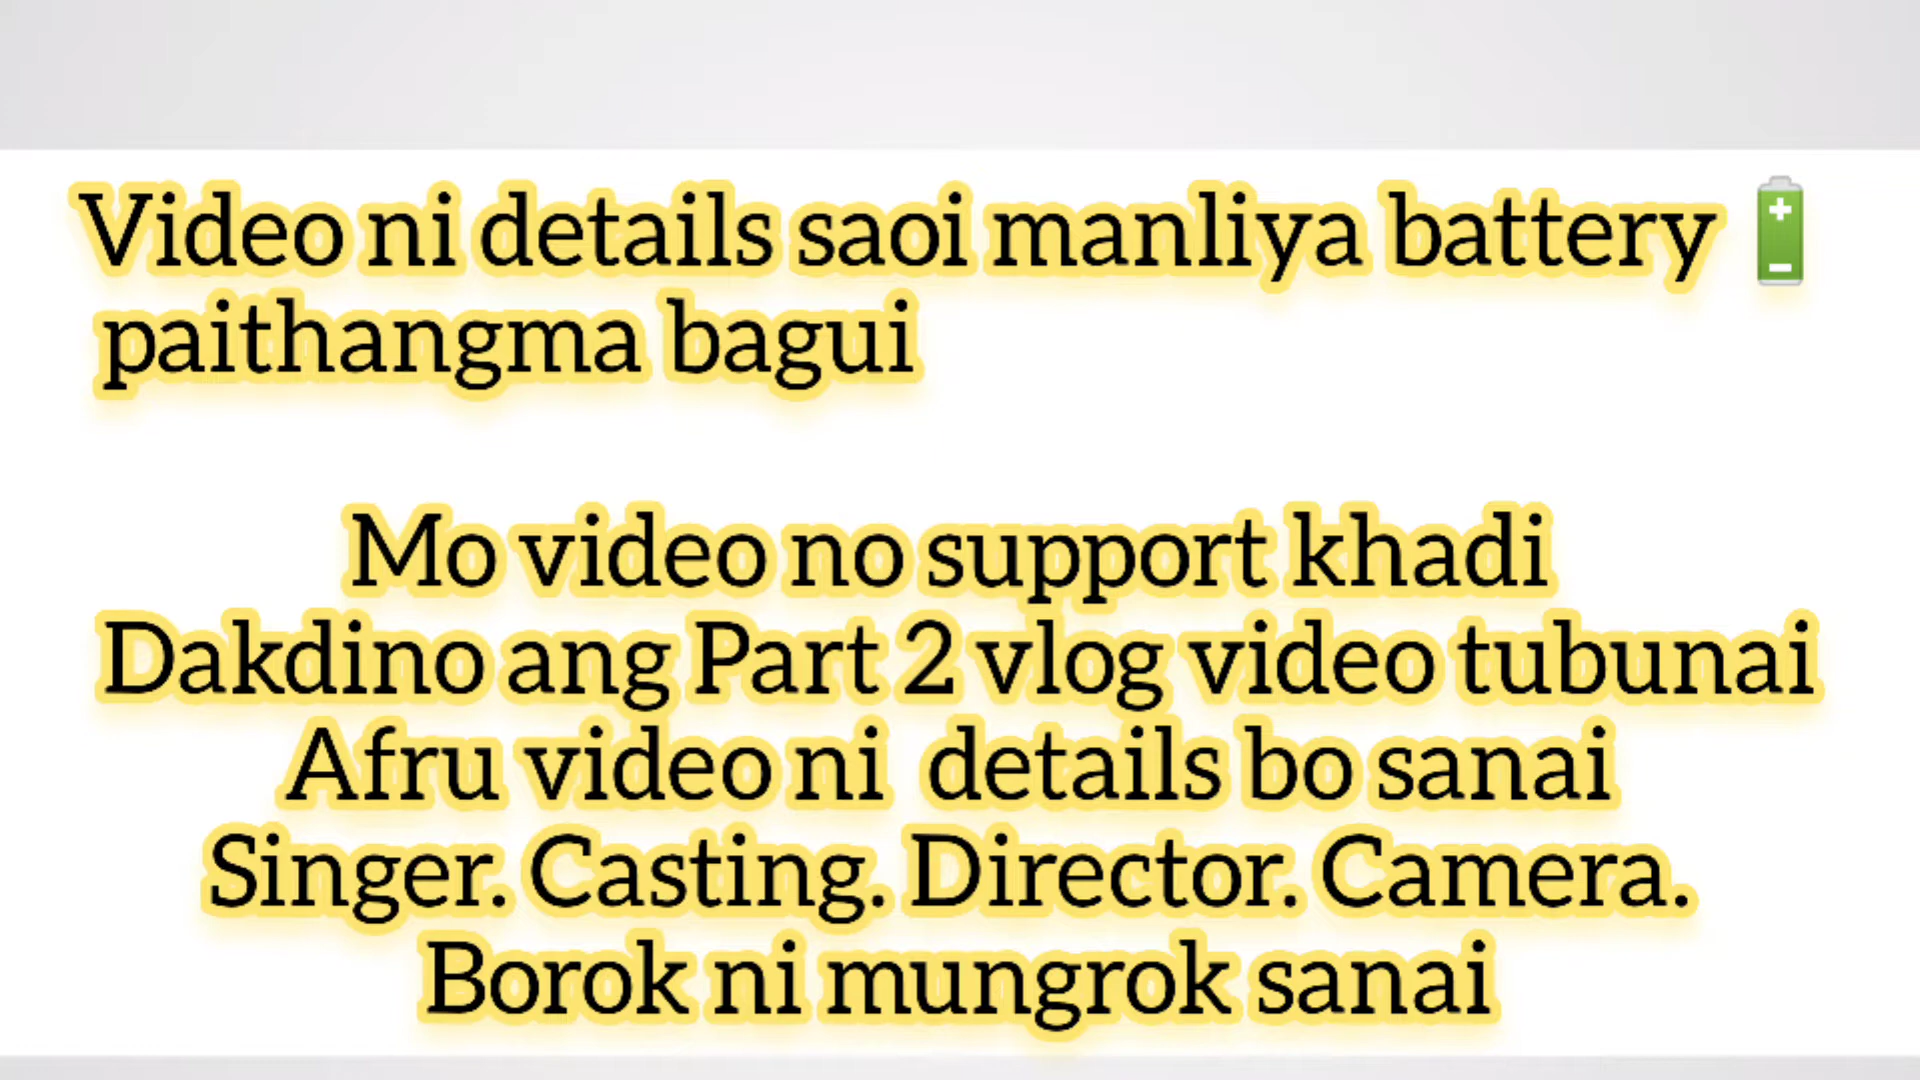 Video ni details saoi manliya battery 🔋
paithangma bagui
Mo video no support khadi
Dakdino ang Part 2 vlog video tubunai
Afru video ni details bo sanai
Singer. Casting. Director. Camera.
Borok ni mungrok sanai